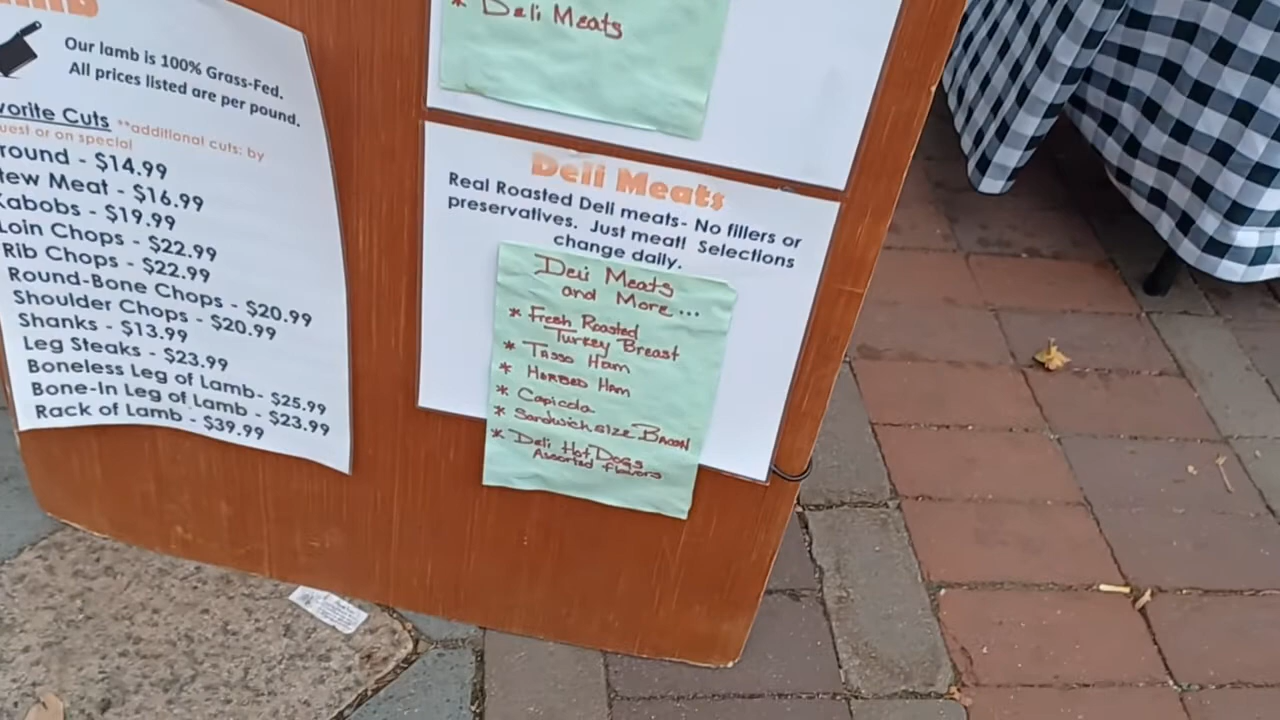 Our lamb is 100% Grass-Fed.
All prices listed are per pound.
Cuts **additional cuts; by
or on special
- $14.99
Meat - $16.99
Kabobs - $19.99
Loin Chops - $22.99
Rib Chops - $22.99
Round-Bone Chops - $20.99
Shoulder Chops - $20.99
Shanks - $13.99
Leg Steaks - $23.99
Boneless Leg of Lamb- $25.99
Bone-In Leg of Lamb - $23.99
Rack of Lamb - $39.99
* Deli Meats
Deli Meats
Real Roasted Deli meats- No fillers or
preservatives. Just meat! Selections
change daily.
Deli Meats
and More...
* Fresh Roasted
Turkey Breast
* Tasso Ham
* Horbed Ham
* Capicola
* Sandwich size Bacon
* Deli Hot Dogs
Assorted flavors